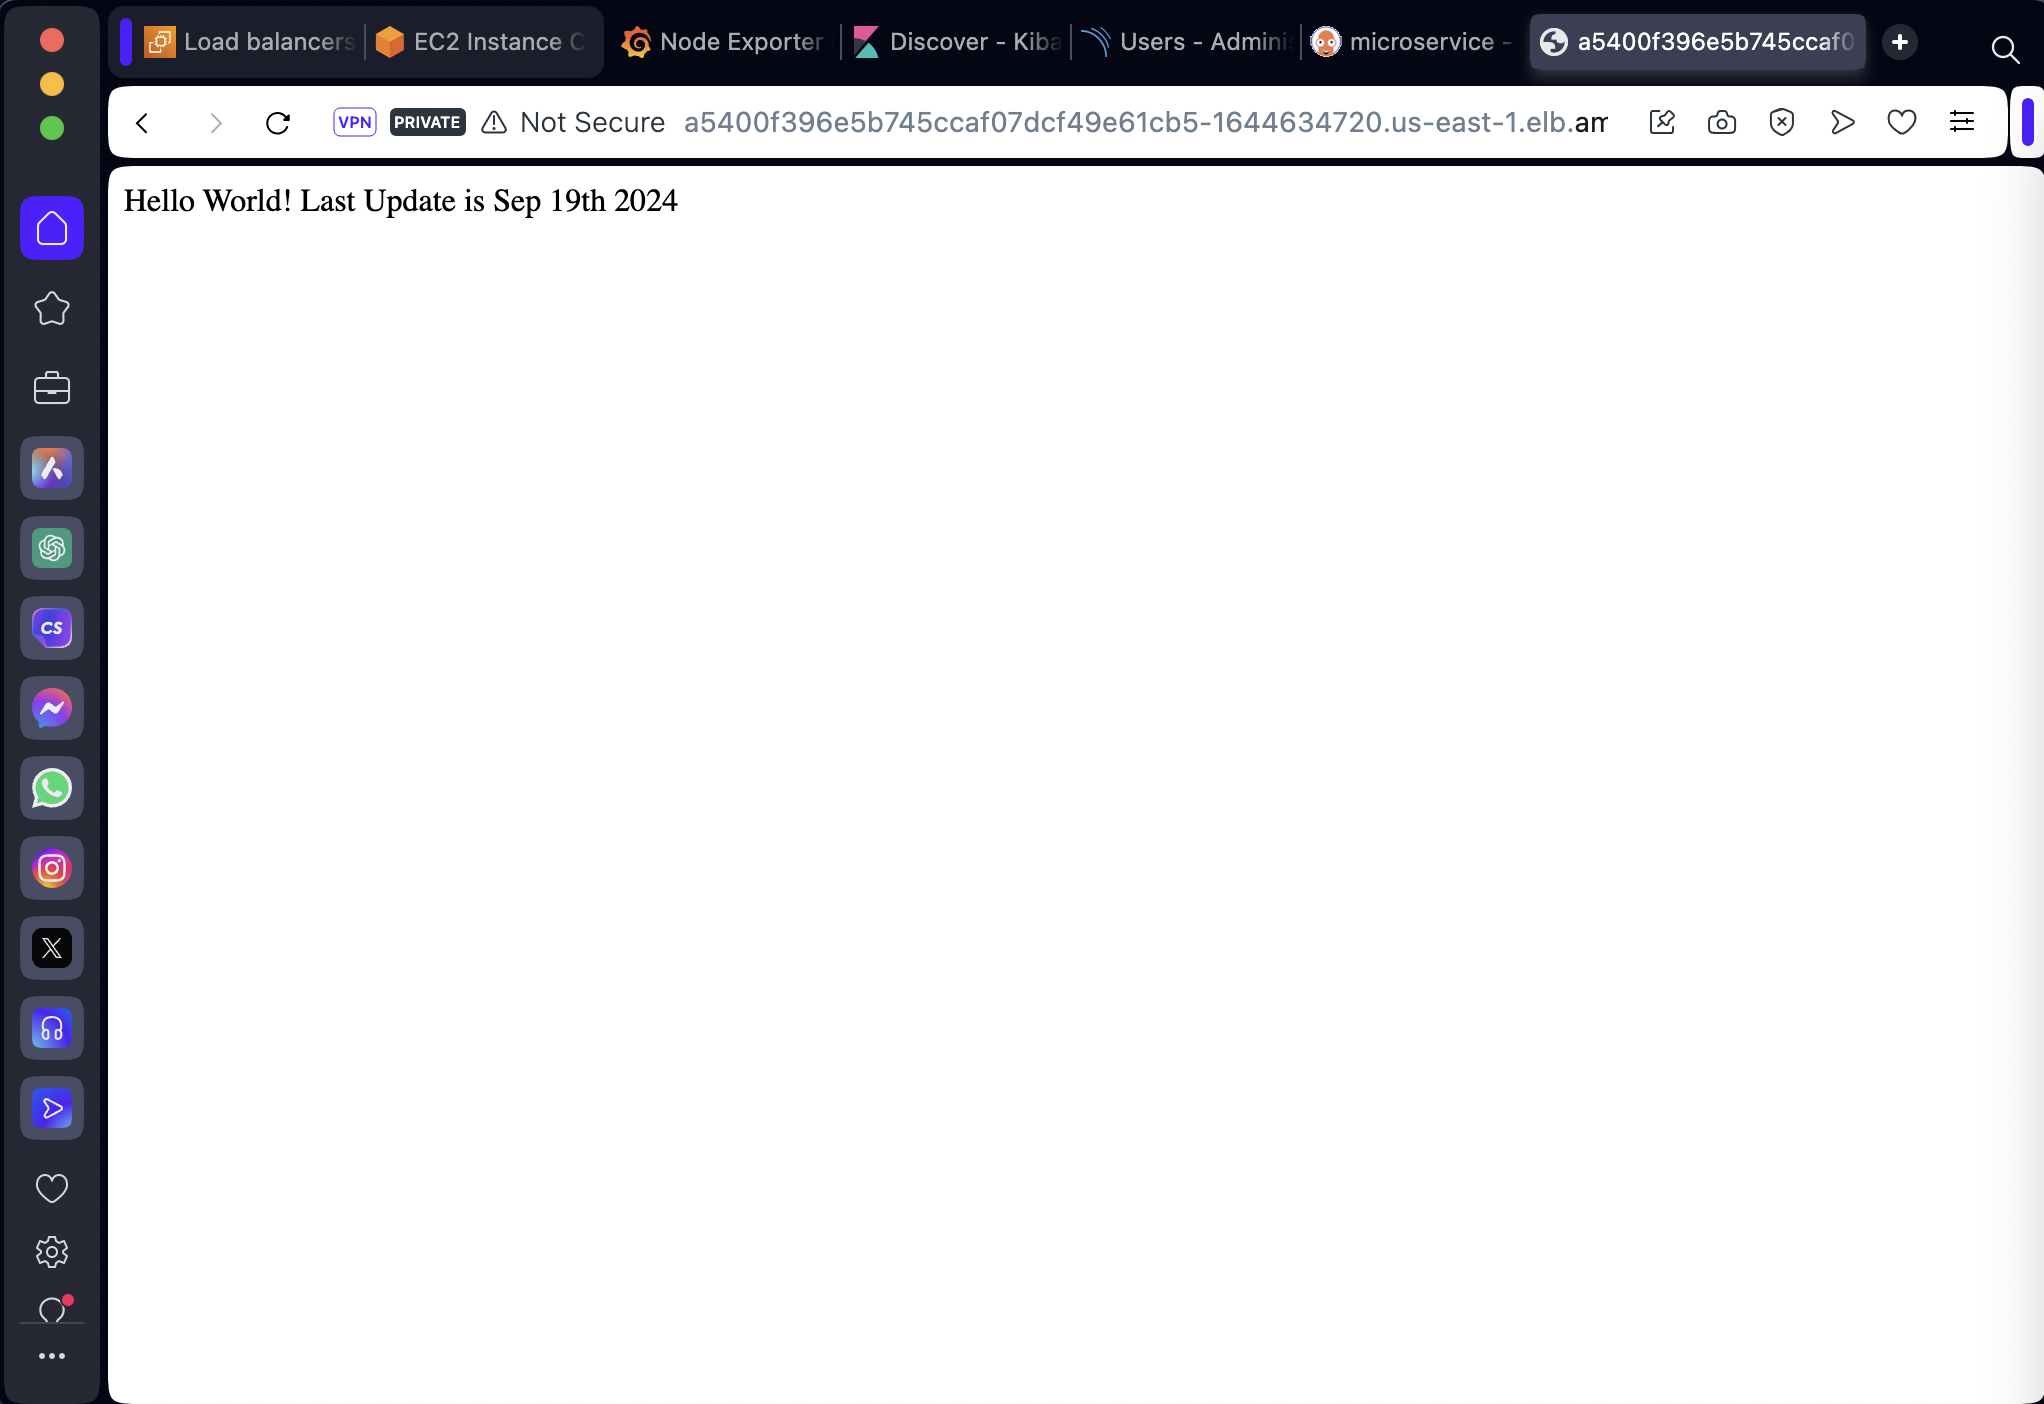 Load balancers
EC2 Instance C
Node Exporter
Discover - Kiba
Users - Adminis
microservice -
a5400f396e5b745ccaf0
VPN
PRIVATE
Not Secure
a5400f396e5b745ccaf07dcf49e61cb5-1644634720.us-east-1.elb.am
Hello World! Last Update is Sep 19th 2024
CS